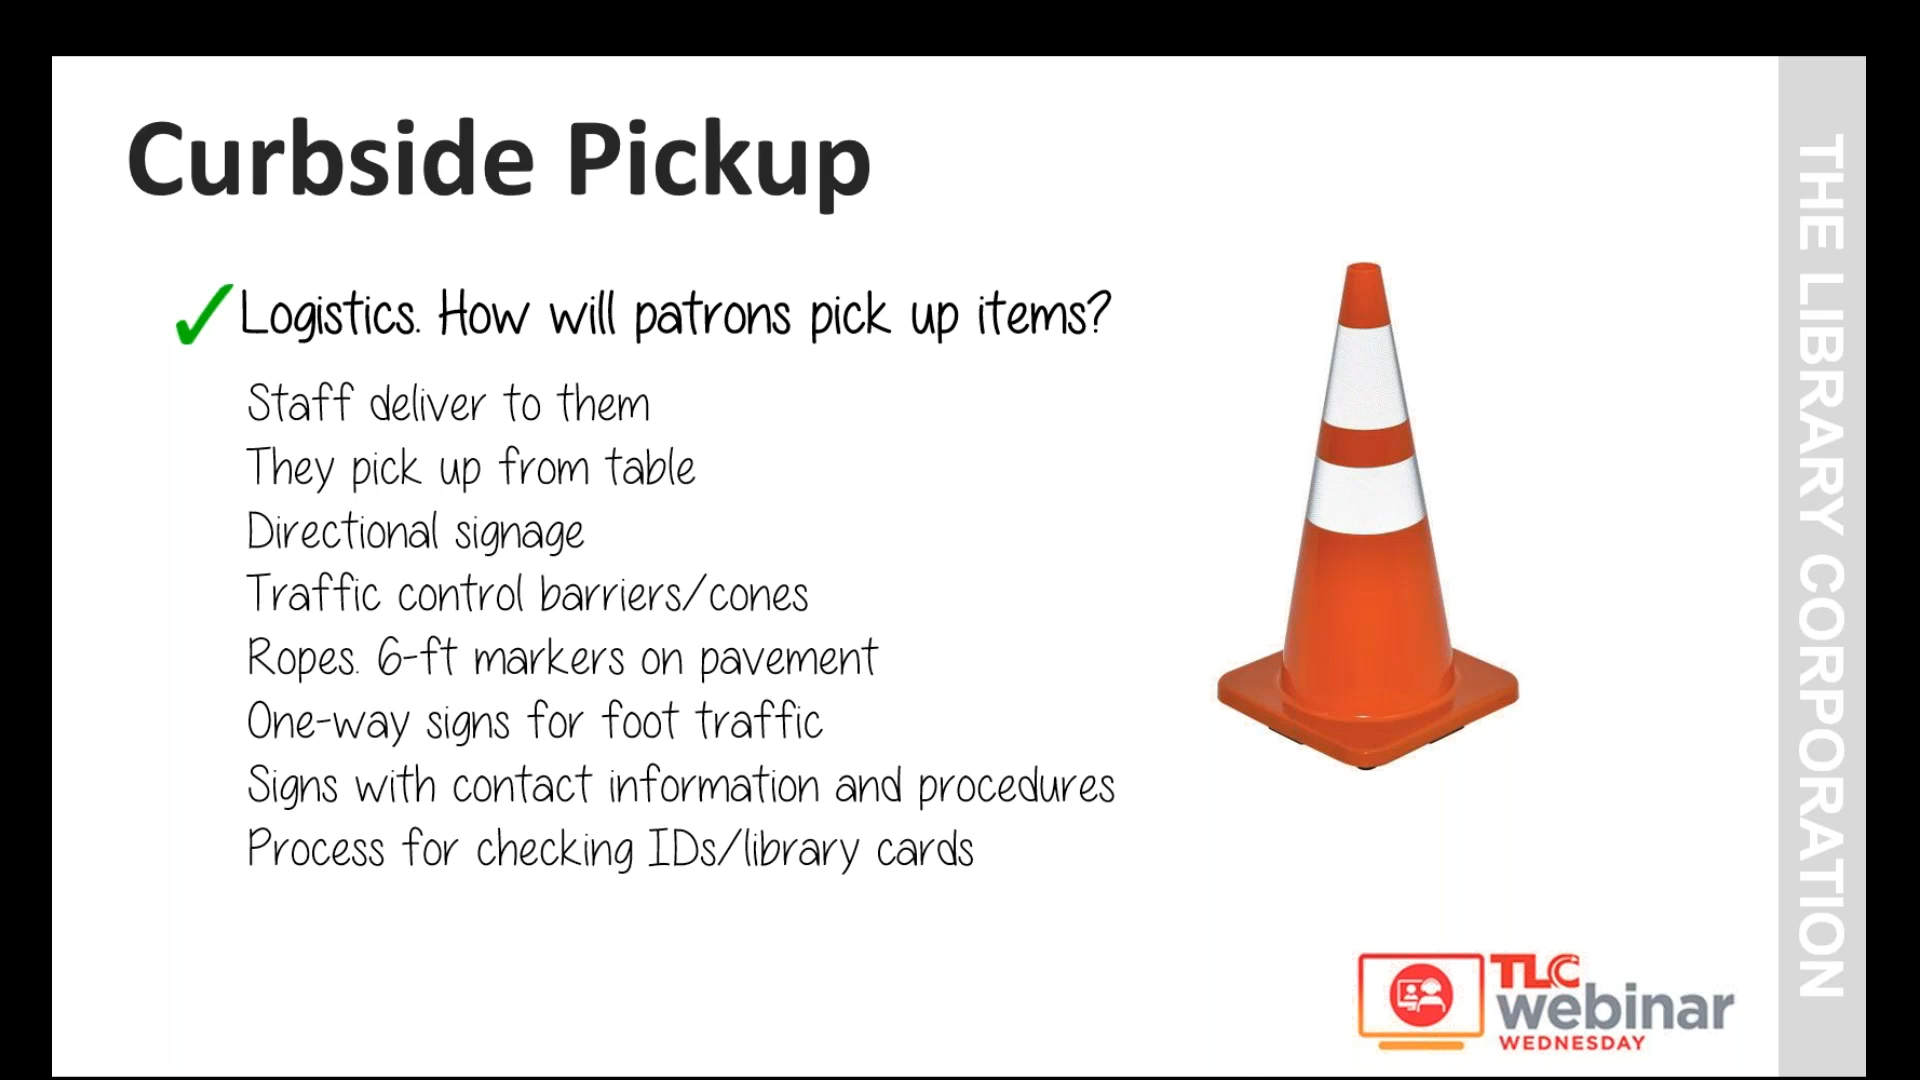 Curbside Pickup
Logistics. How will patrons pick up items?
Staff deliver to them
They pick up from table
Directional signage
Traffic control barriers/cones
Ropes. 6-ft markers on pavement
One-way signs for foot traffic
Signs with contact information and procedures
Process for checking IDs/library cards
THE LIBRARY CORPORATION
TLC
webinar
WEDNESDAY